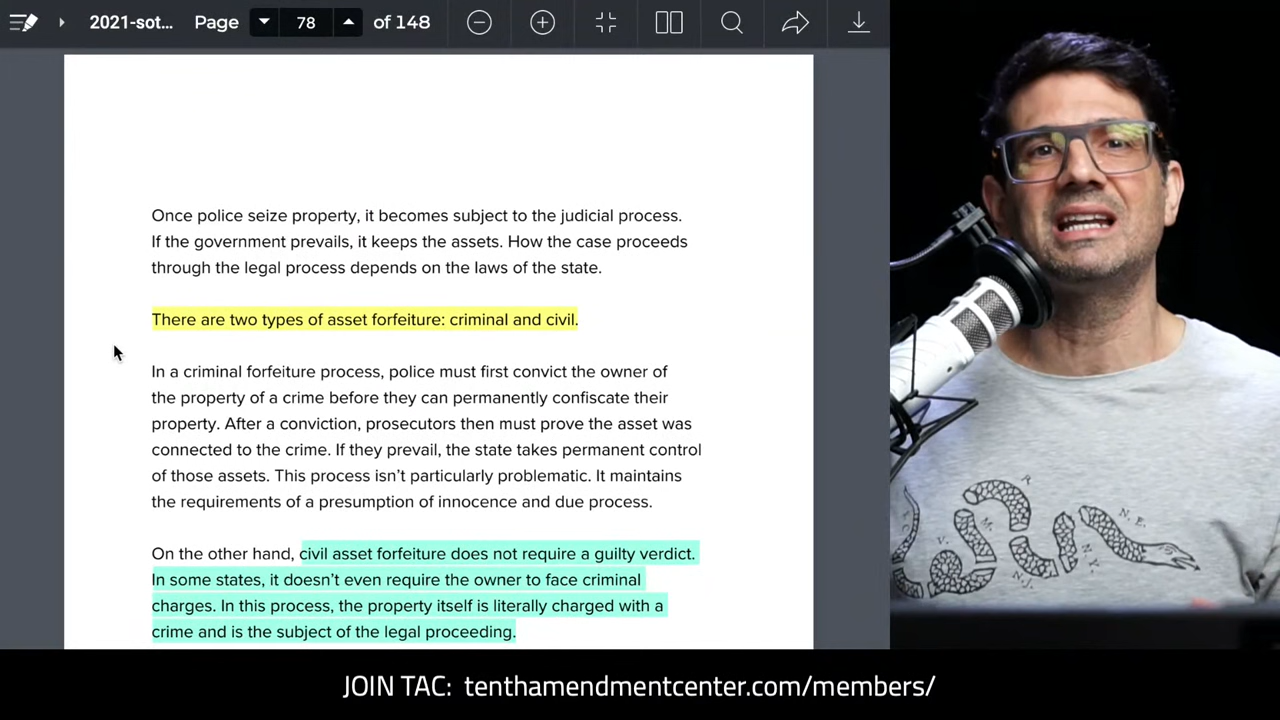 2021-sot... Page 78 of 148
Once police seize property, it becomes subject to the judicial process.
If the government prevails, it keeps the assets. How the case proceeds
through the legal process depends on the laws of the state.
There are two types of asset forfeiture: criminal and civil.
In a criminal forfeiture process, police must first convict the owner of
the property of a crime before they can permanently confiscate their
property. After a conviction, prosecutors then must prove the asset was
connected to the crime. If they prevail, the state takes permanent control
of those assets. This process isn't particularly problematic. It maintains
the requirements of a presumption of innocence and due process.
On the other hand, civil asset forfeiture does not require a guilty verdict.
In some states, it doesn't even require the owner to face criminal
charges. In this process, the property itself is literally charged with a
crime and is the subject of the legal proceeding.
R.
M.
V.
N.J.
N.Y.
N.E.
JOIN TAC: tenthamendmentcenter.com/members/